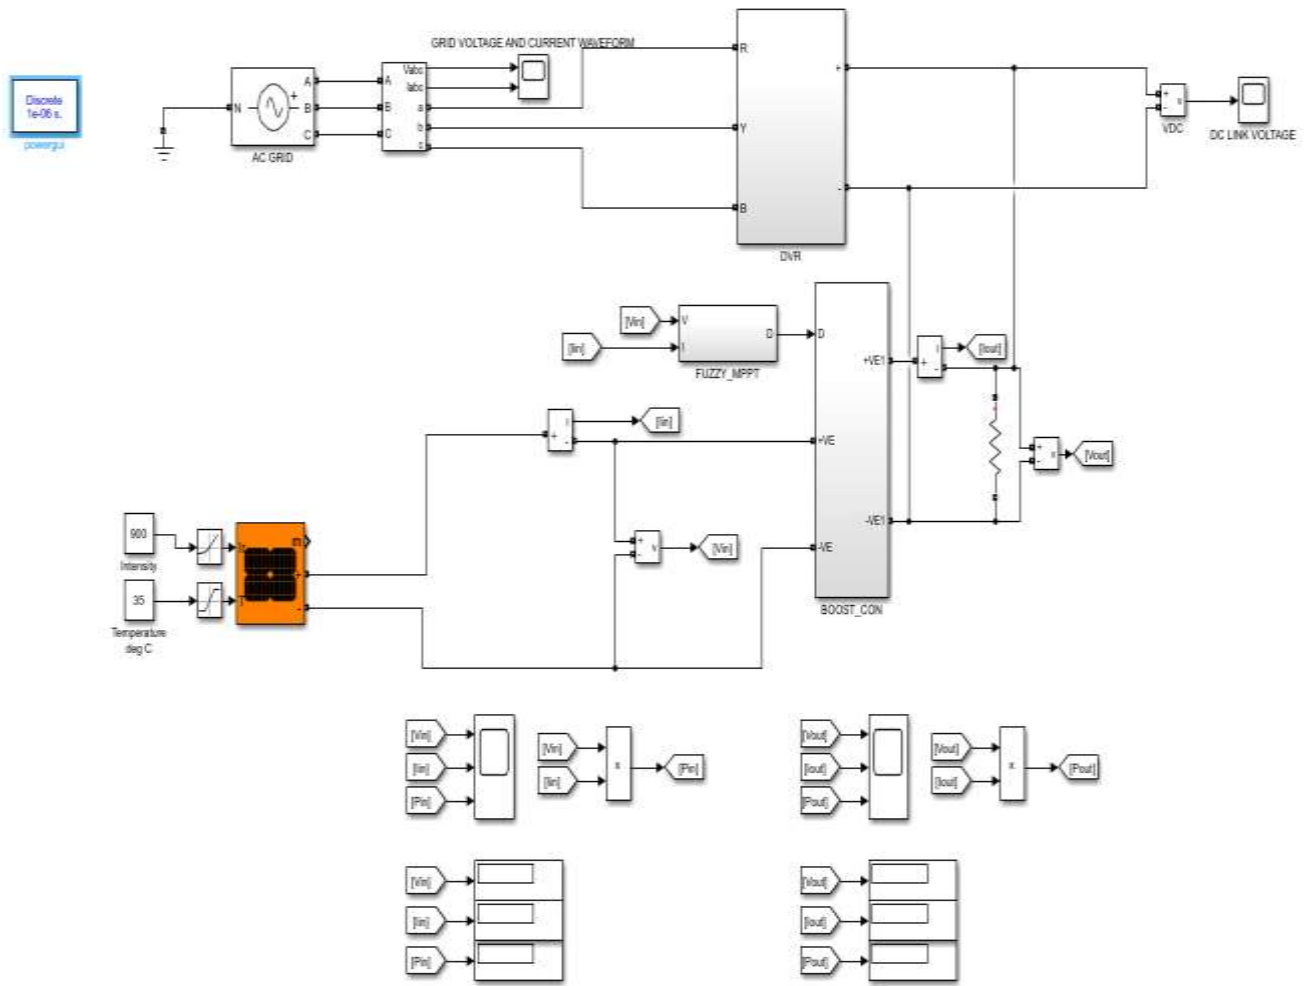 GRID VOLTAGE AND CURRENT WAVEFORM
Discrete
1e-06 s.
powergui
N
A
B
C
AC GRID
A
B
C
Vabc
Iabc
a
b
c
R
Y
B
+
-
DVR
+
-
v
VDC
DC LINK VOLTAGE
[Vin]
[Iin]
V
I
D
FUZZY_MPPT
D
+VE
-VE
+VE1
-VE1
BOOST_CON
+
i
-
[Iout]
+
-
v
[Vout]
+
i
-
[Iin]
+
-
v
[Vin]
900
Intensity
35
Temperature
deg C
Ir
T
m
+
-
[Vin]
[Iin]
[Pin]
[Vin]
[Iin]
x
[Pin]
[Vout]
[Iout]
[Pout]
[Vout]
[Iout]
x
[Pout]
[Vin]
[Iin]
[Pin]
[Vout]
[Iout]
[Pout]